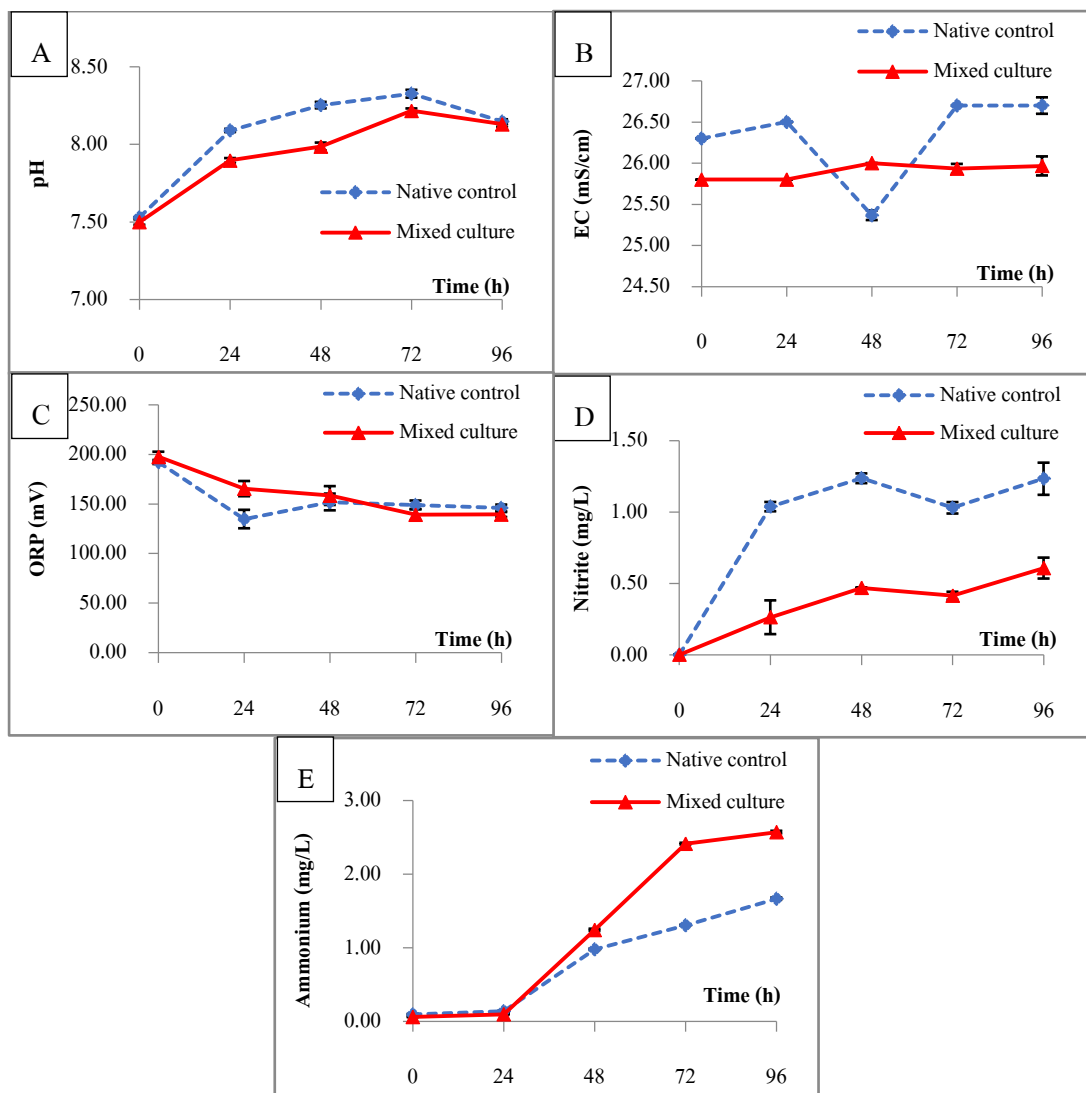 A
8.50
8.00
7.50
7.00
pH
Native control
Mixed culture
Time (h)
0 24 48 72 96
B
Native control
Mixed culture
27.00
26.50
26.00
25.50
25.00
24.50
EC (mS/cm)
Time (h)
0 24 48 72 96
C
Native control
Mixed culture
250.00
200.00
150.00
100.00
50.00
0.00
ORP (mV)
Time (h)
0 24 48 72 96
D
Native control
Mixed culture
1.50
1.00
0.50
0.00
Nitrite (mg/L)
Time (h)
0 24 48 72 96
E
Native control
Mixed culture
3.00
2.00
1.00
0.00
Ammonium (mg/L)
Time (h)
0 24 48 72 96